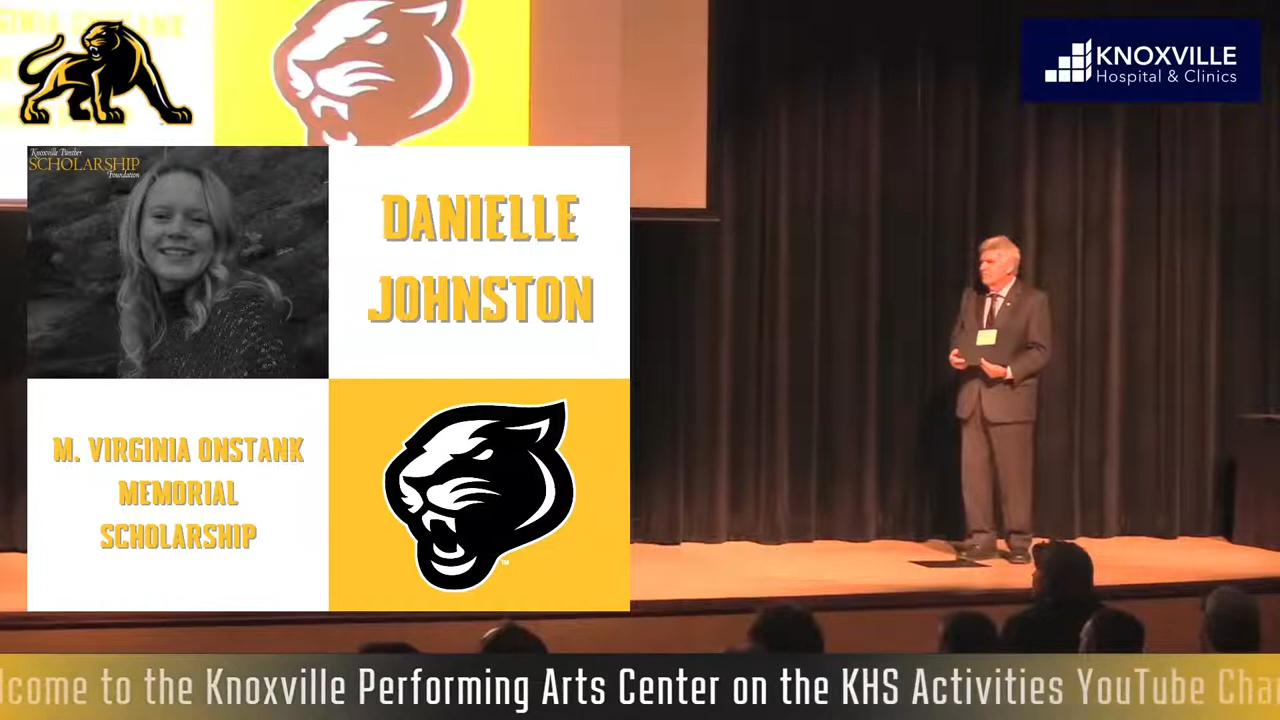 KNOXVILLE
Hospital & Clinics
Knoxville Panther
SCHOLARSHIP
Foundation
DANIELLE
JOHNSTON
M. VIRGINIA ONSTANK
MEMORIAL
SCHOLARSHIP
TM
lcome to the Knoxville Performing Arts Center on the KHS Activities YouTube Cha